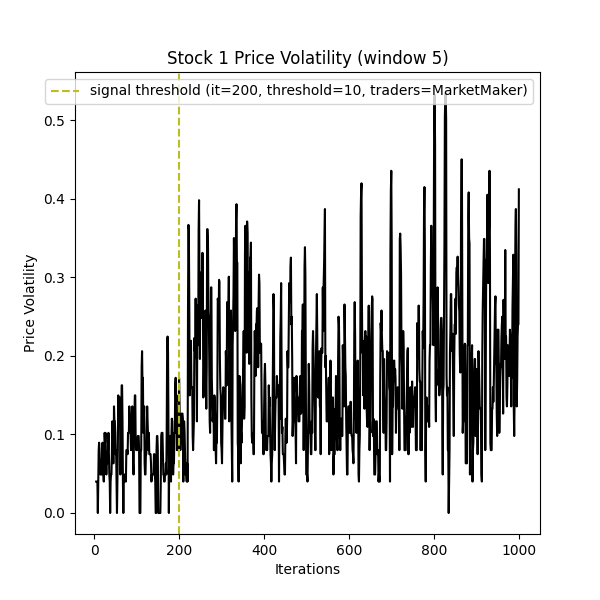 Stock 1 Price Volatility (window 5)
signal threshold (it=200, threshold=10, traders=MarketMaker)
Price Volatility
0.5
0.4
0.3
0.2
0.1
0.0
0 200 400 600 800 1000
Iterations